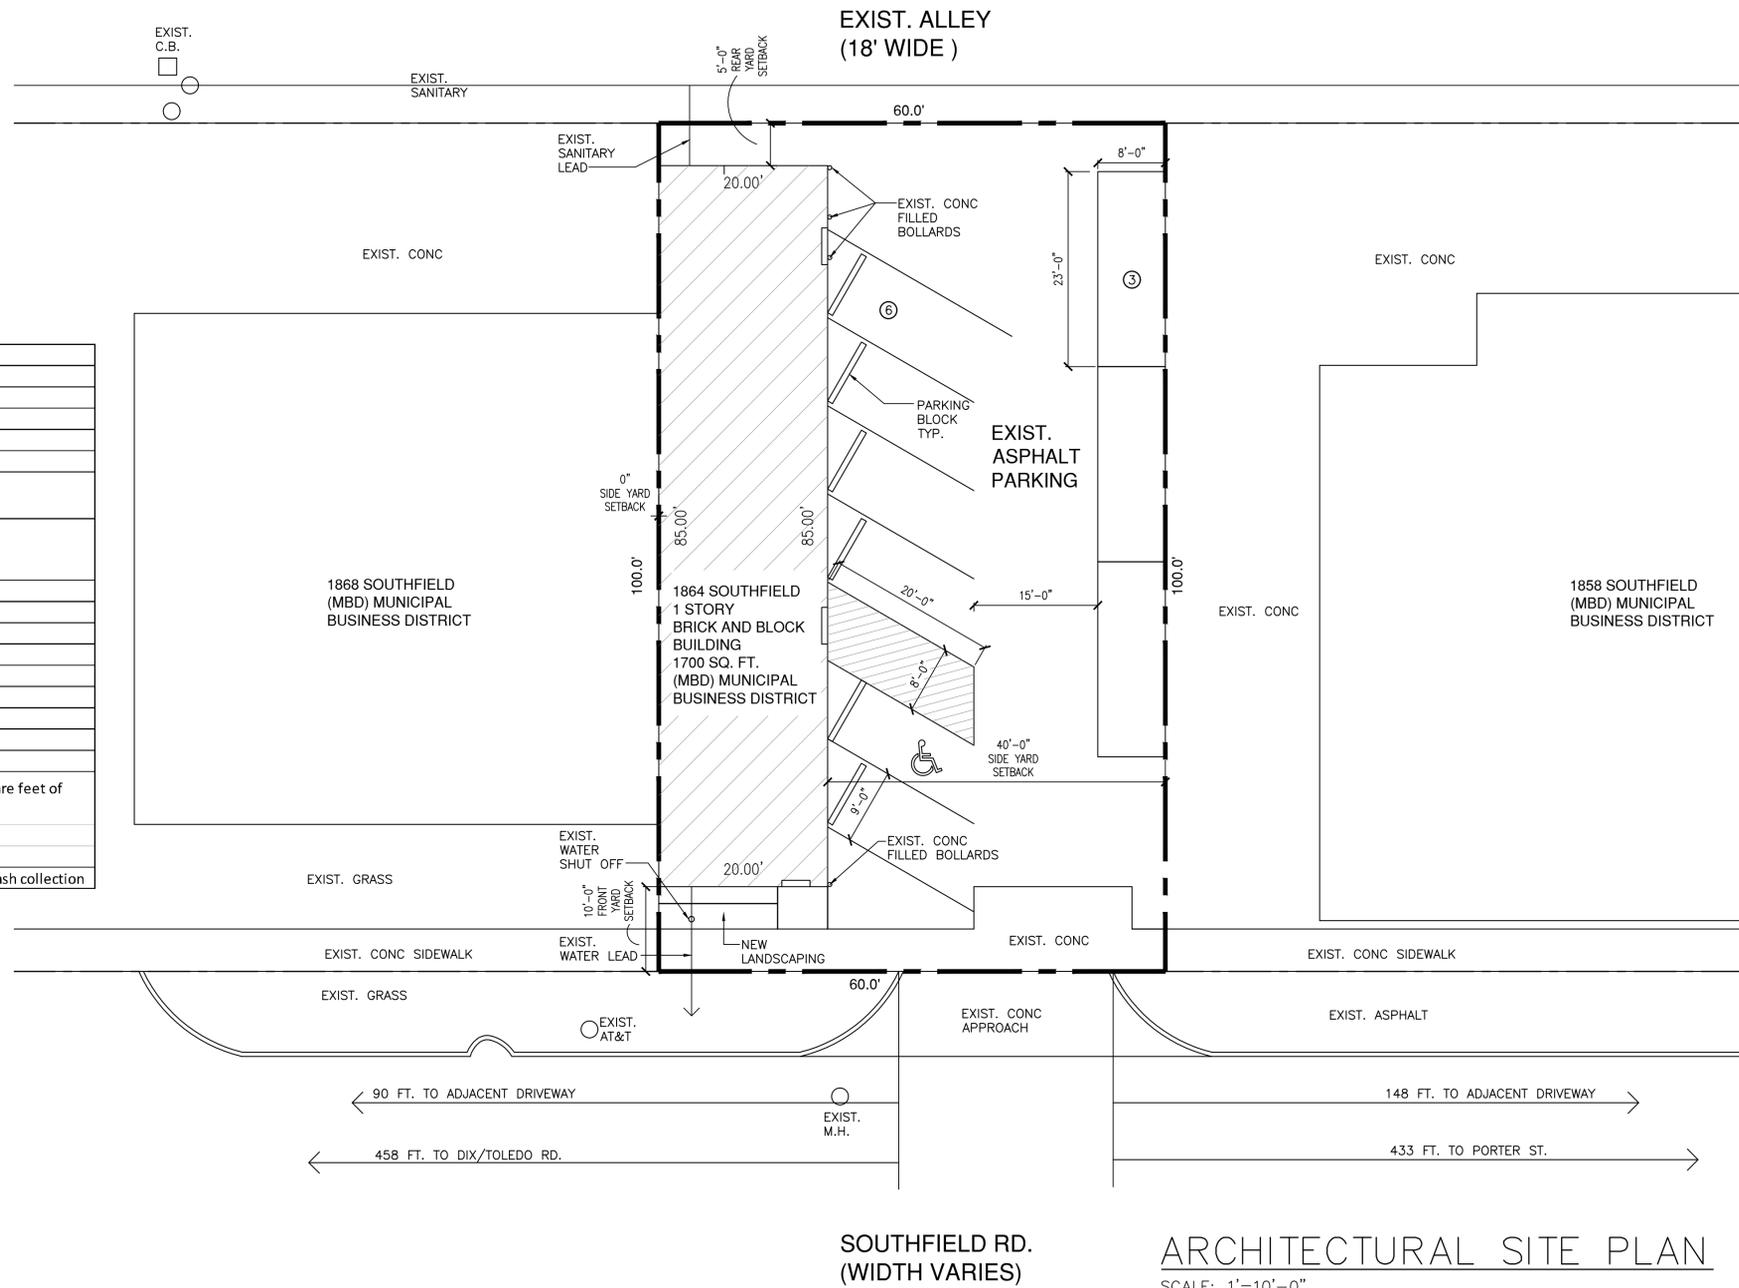 EXIST. ALLEY
(18' WIDE )
EXIST.
C.B.
EXIST.
SANITARY
5'-0"
REAR
YARD
SETBACK
60.0'
EXIST.
SANITARY
LEAD
20.00'
8'-0"
EXIST. CONC
FILLED
BOLLARDS
EXIST. CONC
EXIST. CONC
23'-0"
3
6
PARKING
BLOCK
TYP.
EXIST.
ASPHALT
PARKING
0"
SIDE YARD
SETBACK
85.00'
85.00'
100.0'
100.0'
1868 SOUTHFIELD
(MBD) MUNICIPAL
BUSINESS DISTRICT
1864 SOUTHFIELD
1 STORY
BRICK AND BLOCK
BUILDING
1700 SQ. FT.
(MBD) MUNICIPAL
BUSINESS DISTRICT
20'-0"
15'-0"
8'-0"
EXIST. CONC
1858 SOUTHFIELD
(MBD) MUNICIPAL
BUSINESS DISTRICT
40'-0"
SIDE YARD
SETBACK
9'-0"
re feet of
ash collection
EXIST.
WATER
SHUT OFF
EXIST. CONC
FILLED BOLLARDS
20.00'
EXIST. GRASS
10'-0"
FRONT
YARD
SETBACK
EXIST. CONC SIDEWALK
EXIST.
WATER LEAD
NEW
LANDSCAPING
EXIST. CONC
EXIST. CONC SIDEWALK
60.0'
EXIST. GRASS
EXIST.
AT&T
EXIST. CONC
APPROACH
EXIST. ASPHALT
90 FT. TO ADJACENT DRIVEWAY
148 FT. TO ADJACENT DRIVEWAY
EXIST.
M.H.
458 FT. TO DIX/TOLEDO RD.
433 FT. TO PORTER ST.
SOUTHFIELD RD.
(WIDTH VARIES)
ARCHITECTURAL SITE PLAN
SCALE: 1'=10'-0"